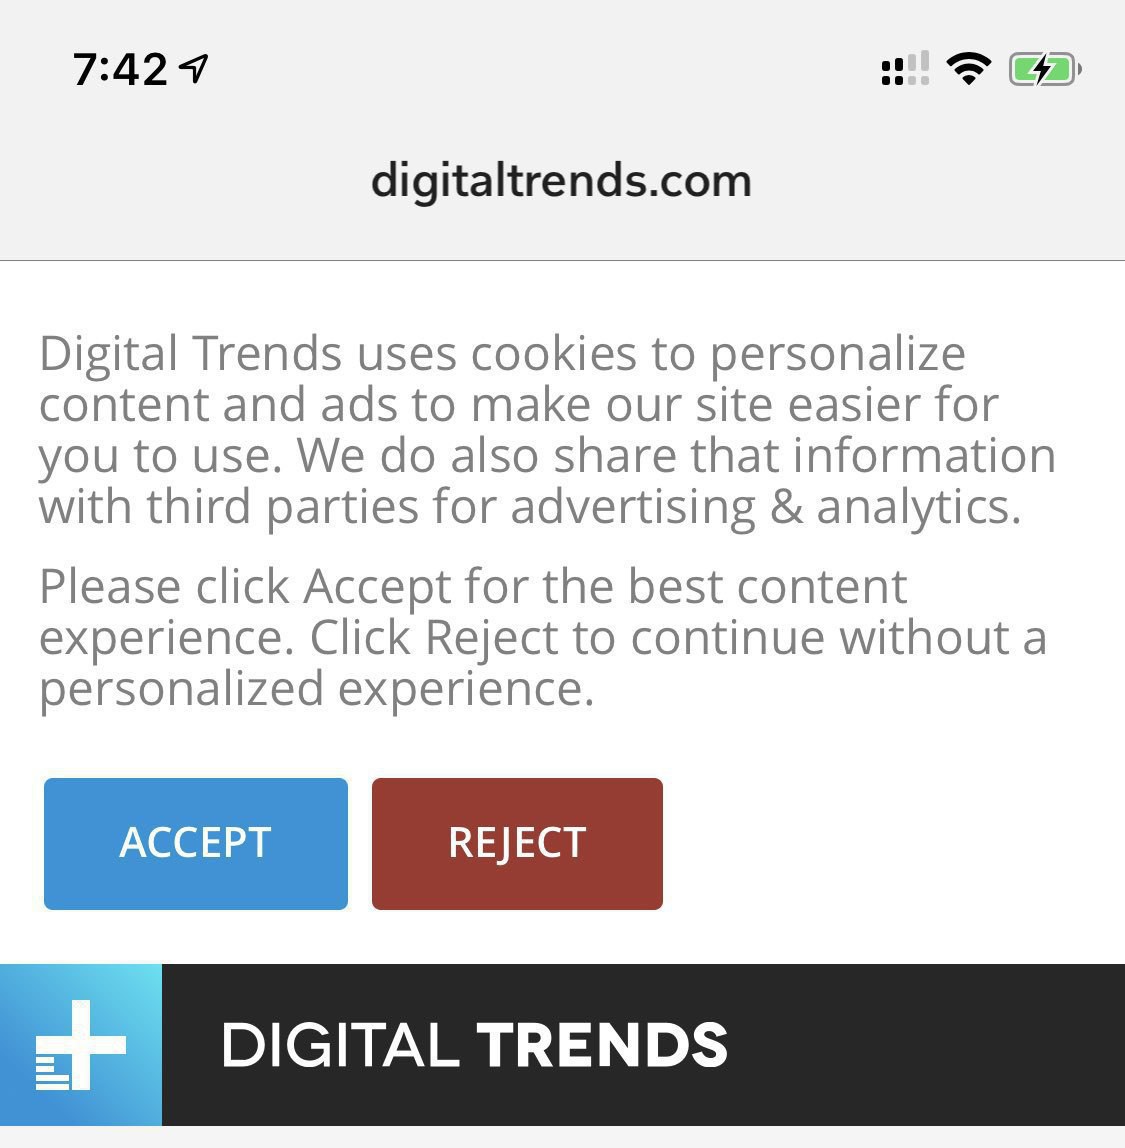 7:42
digitaltrends.com
Digital Trends uses cookies to personalize
content and ads to make our site easier for
you to use. We do also share that information
with third parties for advertising & analytics.
Please click Accept for the best content
experience. Click Reject to continue without a
personalized experience.
ACCEPT REJECT
DIGITAL TRENDS